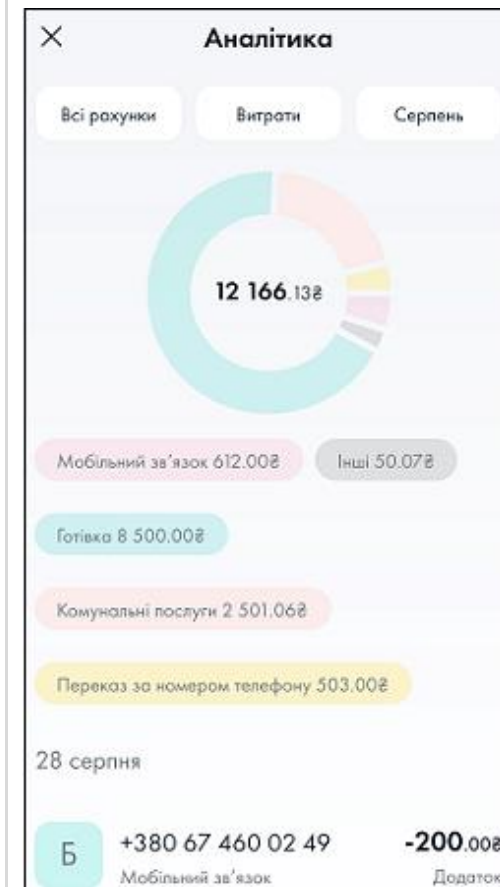 Аналітика
Всі рахунки Витрати Серпень
12 166.13₴
Мобільний зв'язок 612.00₴ Інші 50.07₴
Готівка 8 500.00₴
Комунальні послуги 2 501.06₴
Переказ за номером телефону 503.00₴
28 серпня
Б +380 67 460 02 49 -200.00₴
Мобільний зв'язок Додаток